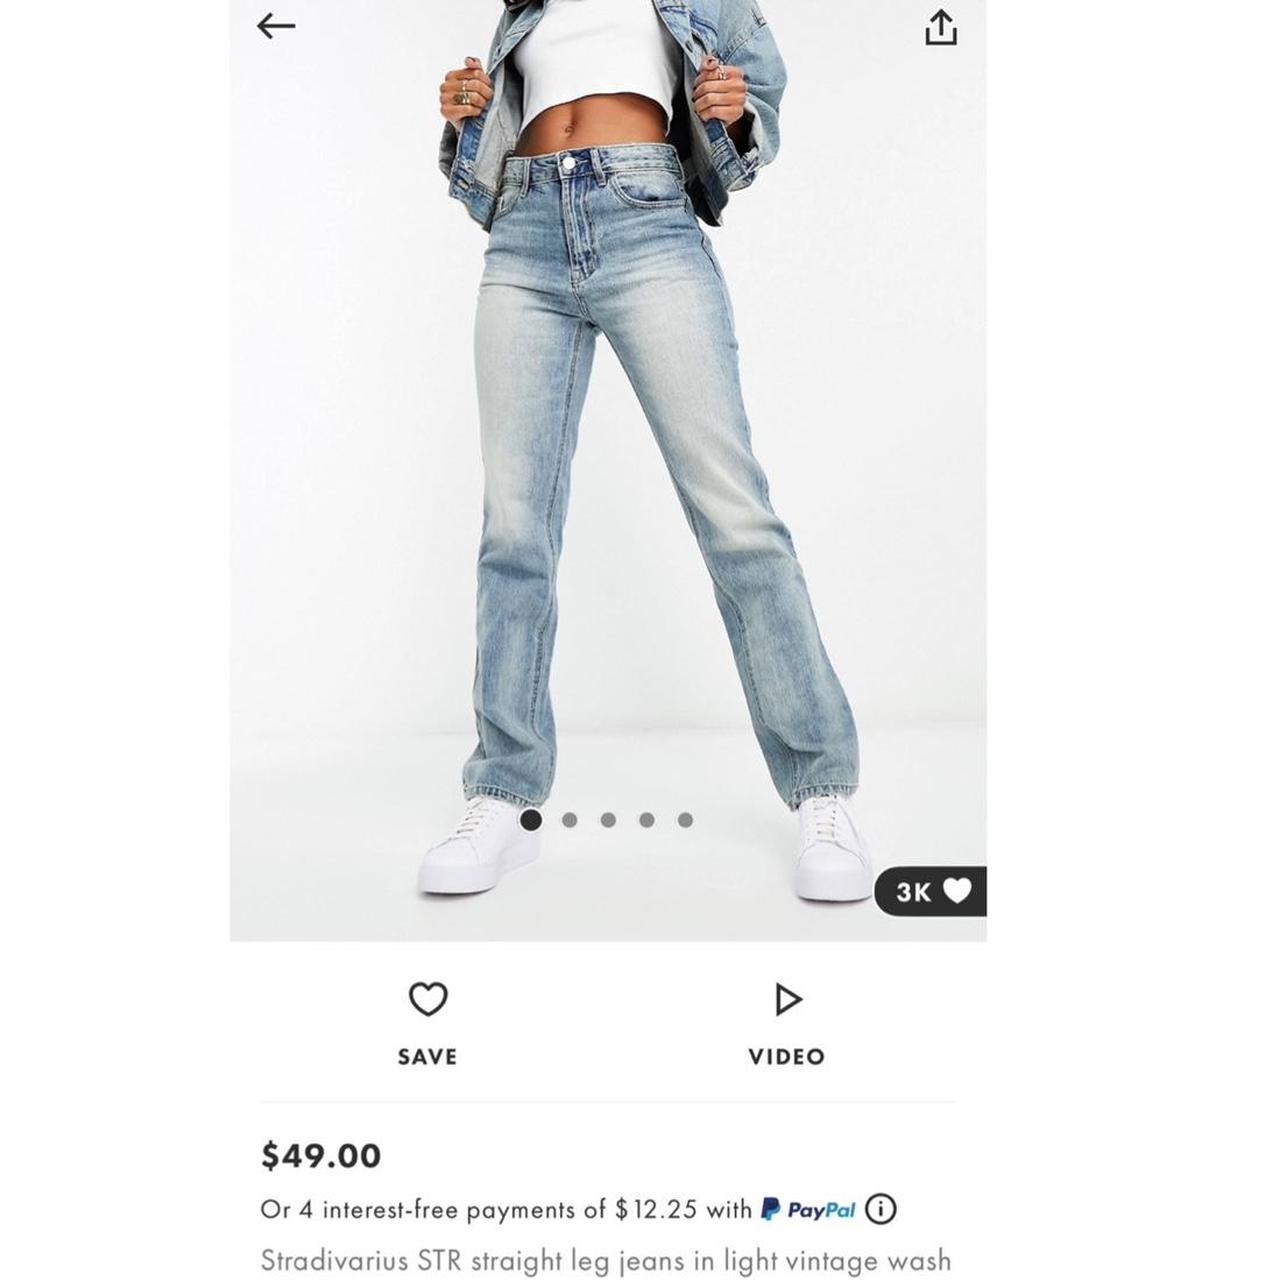 3K
SAVE
VIDEO
$49.00
Or 4 interest-free payments of $12.25 with PayPal
Stradivarius STR straight leg jeans in light vintage wash